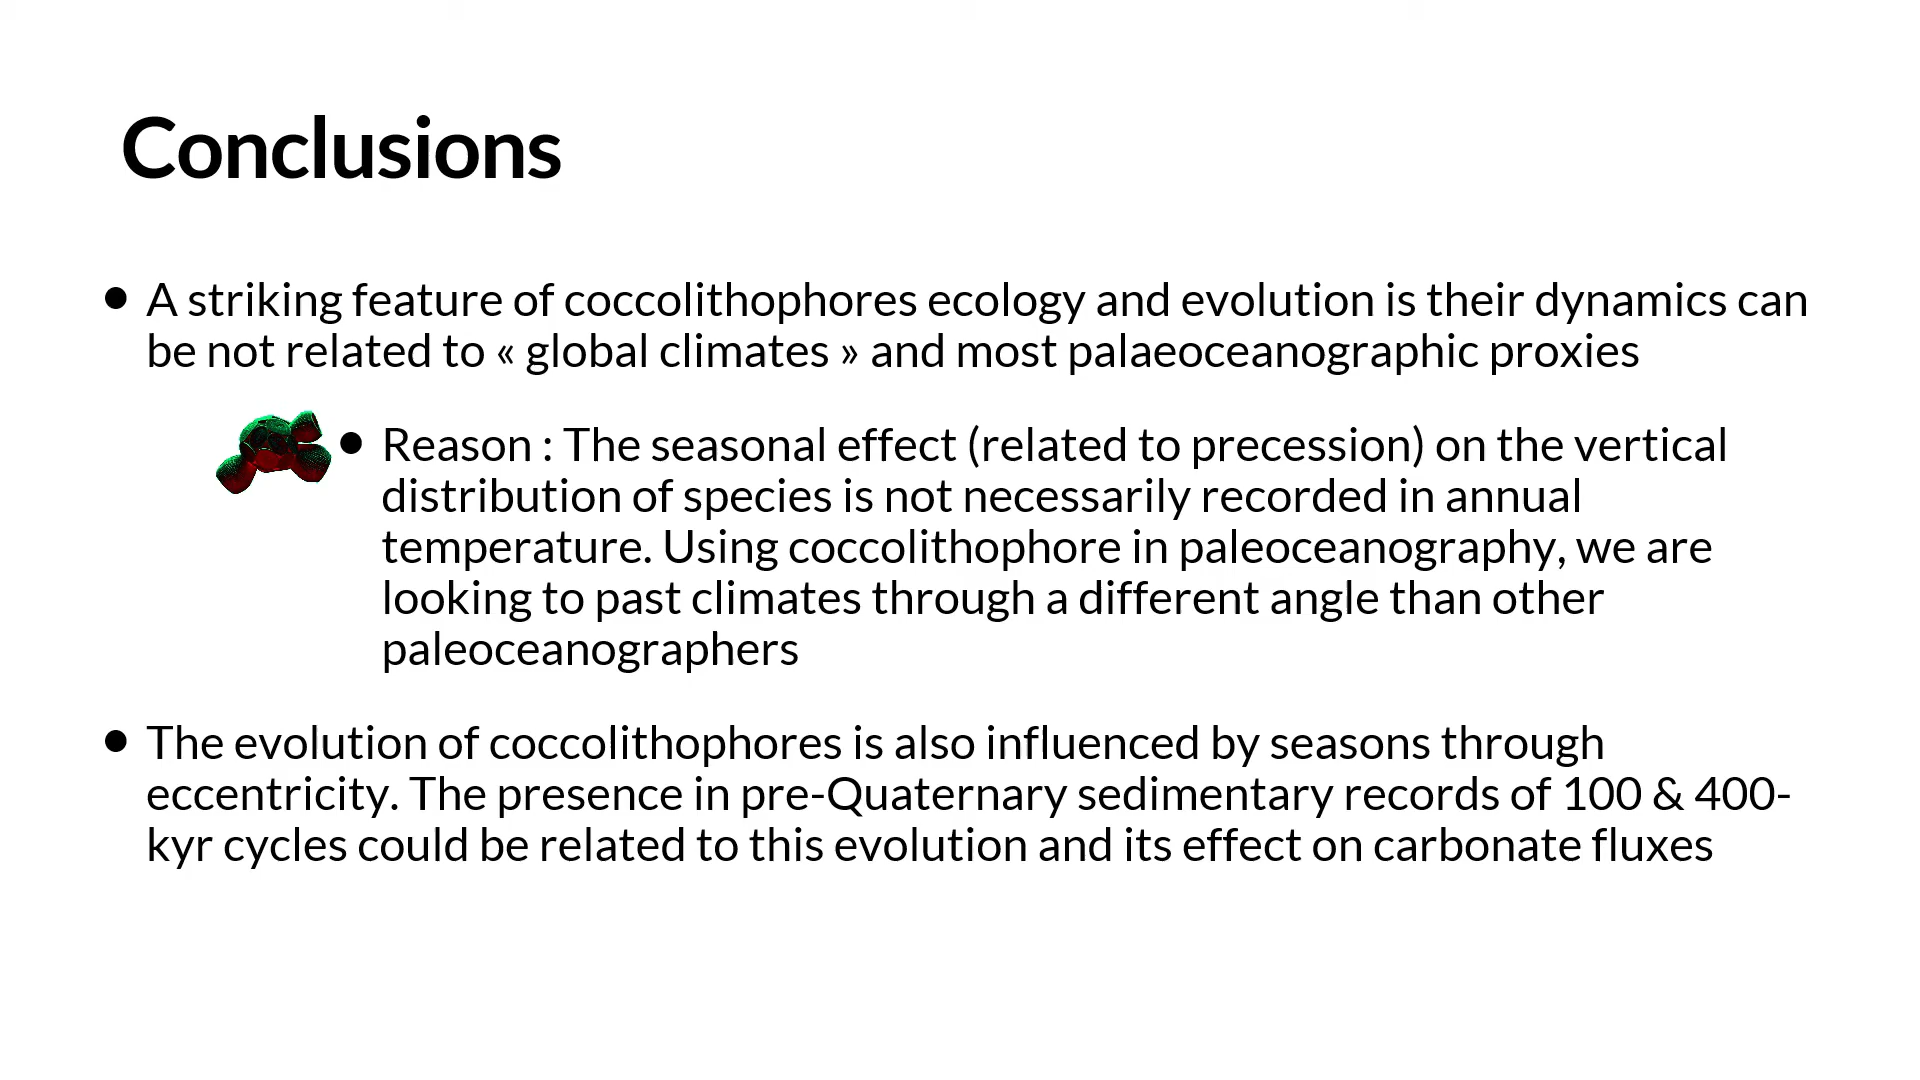 Conclusions
• A striking feature of coccolithophores ecology and evolution is their dynamics can
be not related to « global climates » and most palaeoceanographic proxies
• Reason : The seasonal effect (related to precession) on the vertical
distribution of species is not necessarily recorded in annual
temperature. Using coccolithophore in paleoceanography, we are
looking to past climates through a different angle than other
paleoceanographers
• The evolution of coccolithophores is also influenced by seasons through
eccentricity. The presence in pre-Quaternary sedimentary records of 100 & 400-
kyr cycles could be related to this evolution and its effect on carbonate fluxes